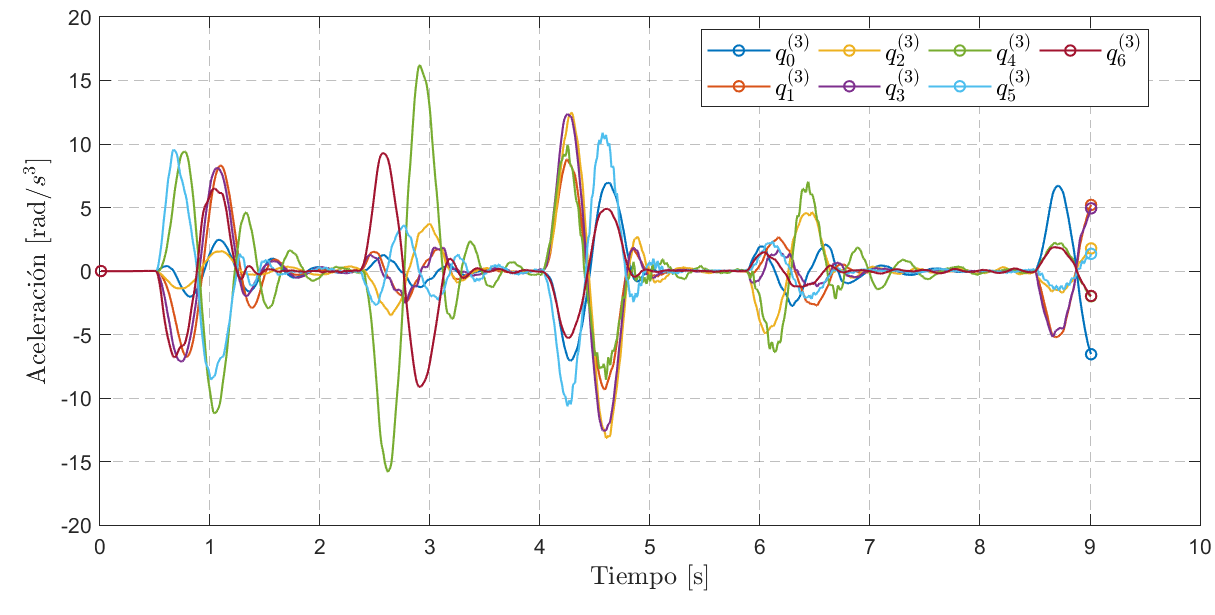 20
15
10
5
0
-5
-10
-15
-20
Aceleración [rad/s³]
q₀⁽³⁾ q₂⁽³⁾ q₄⁽³⁾ q₆⁽³⁾
q₁⁽³⁾ q₃⁽³⁾ q₅⁽³⁾
0 1 2 3 4 5 6 7 8 9 10
Tiempo [s]